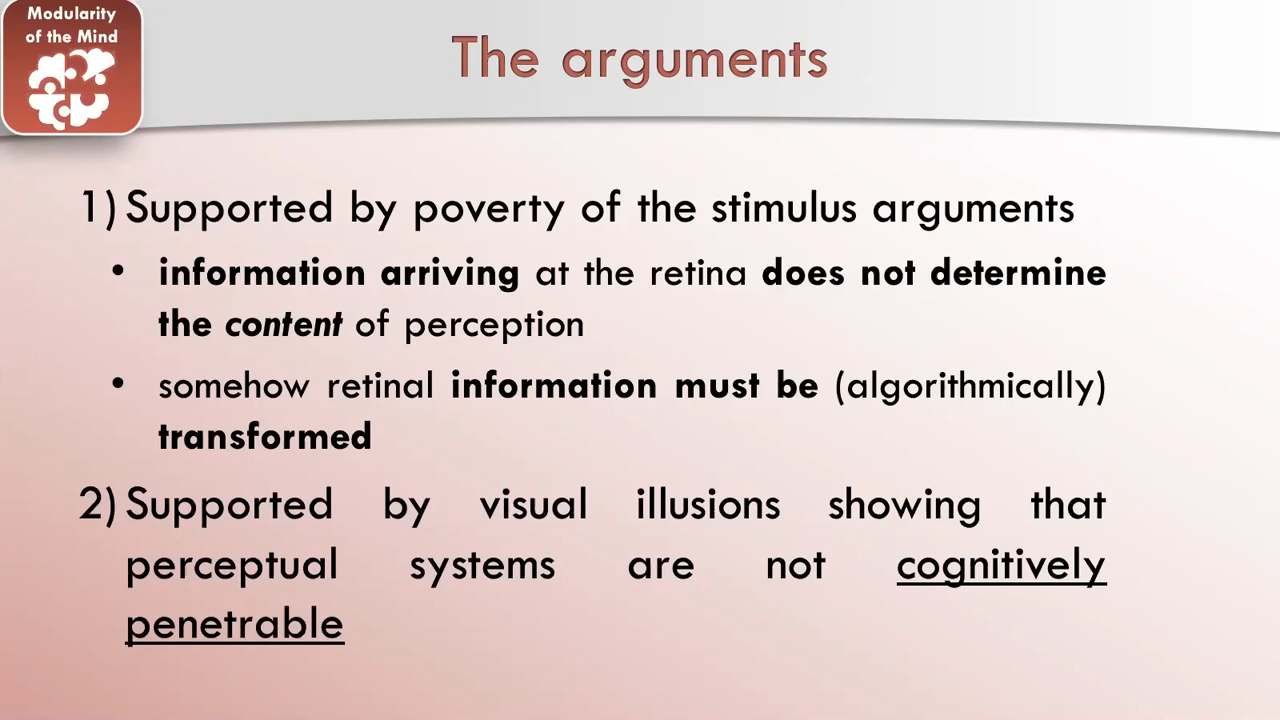 Modularity
of the Mind
The arguments
1) Supported by poverty of the stimulus arguments
• information arriving at the retina does not determine
the content of perception
• somehow retinal information must be (algorithmically)
transformed
2) Supported by visual illusions showing that
perceptual systems are not cognitively
penetrable